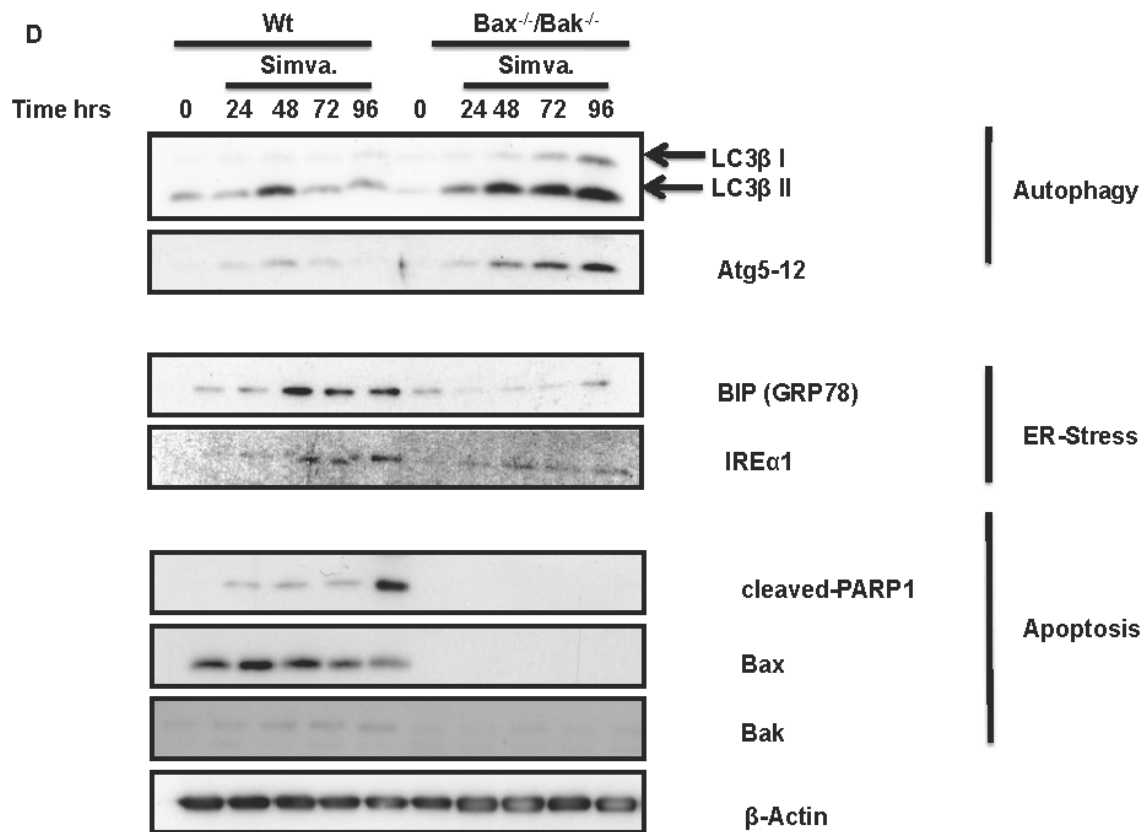 D
Wt Bax-/-/Bak-/-
Simva. Simva.
Time hrs 0 24 48 72 96 0 24 48 72 96
LC3β I
LC3β II
Autophagy
Atg5-12
BIP (GRP78)
ER-Stress
IREα1
cleaved-PARP1
Apoptosis
Bax
Bak
β-Actin